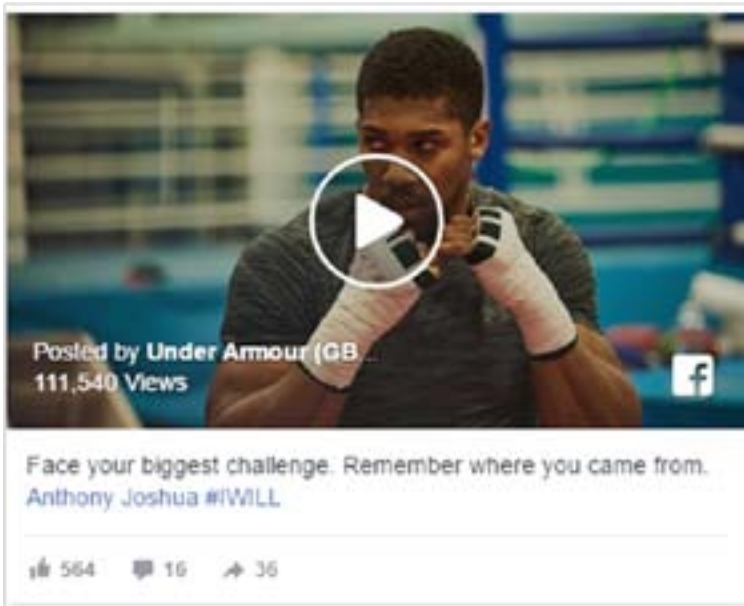 Posted by Under Armour (GB...
111,540 Views
f
Face your biggest challenge. Remember where you came from.
Anthony Joshua #IWILL
564 16 36